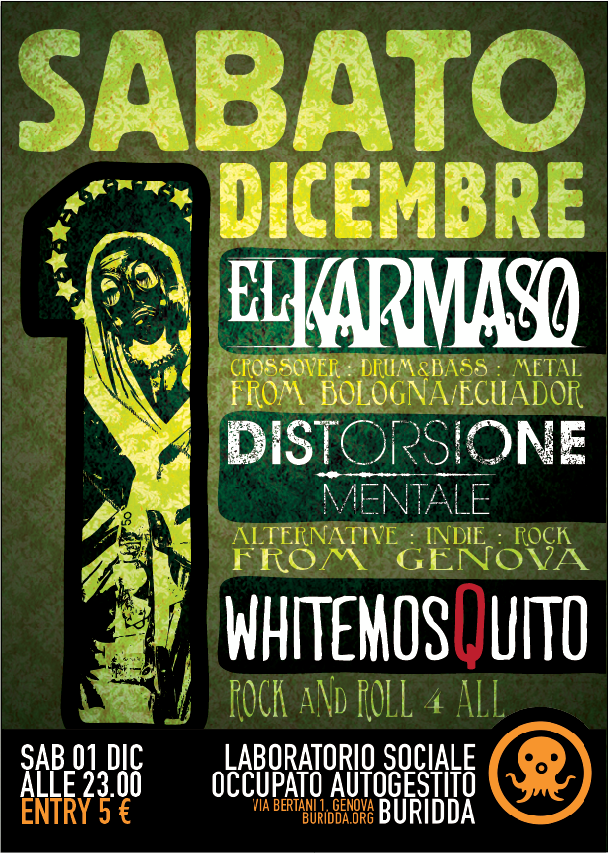 SABATO
1
DICEMBRE
EL KARMASO
CROSSOVER : DRUM&BASS : METAL
FROM BOLOGNA/ECUADOR
DISTORSIONE
MENTALE
ALTERNATIVE : INDIE : ROCK
FROM GENOVA
WHITEMOSQUITO
ROCK AND ROLL 4 ALL
SAB 01 DIC
ALLE 23.00
ENTRY 5 €
LABORATORIO SOCIALE
OCCUPATO AUTOGESTITO
VIA BERTANI 1, GENOVA
BURIDDA.ORG
BURIDDA